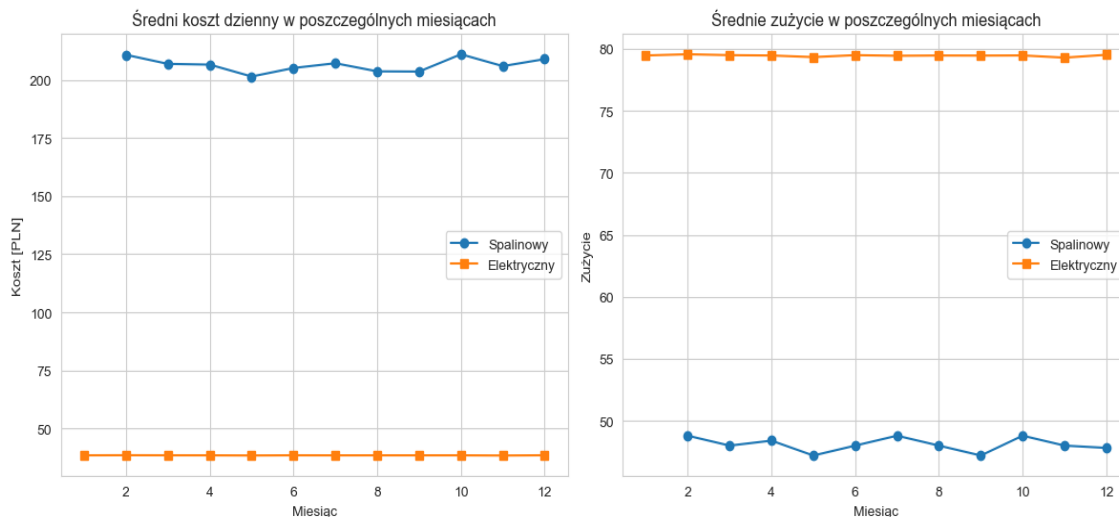 Średni koszt dzienny w poszczególnych miesiącach
200
175
150
125
100
75
50
Koszt [PLN]
Spalinowy
Elektryczny
2 4 6 8 10 12
Miesiąc
Średnie zużycie w poszczególnych miesiącach
80
75
70
65
60
55
50
Zużycie
Spalinowy
Elektryczny
2 4 6 8 10 12
Miesiąc